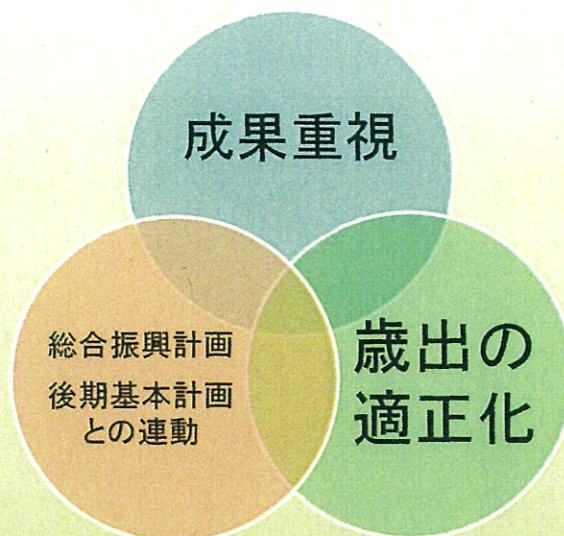 成果重視
総合振興計画
後期基本計画
との連動
歳出の
適正化